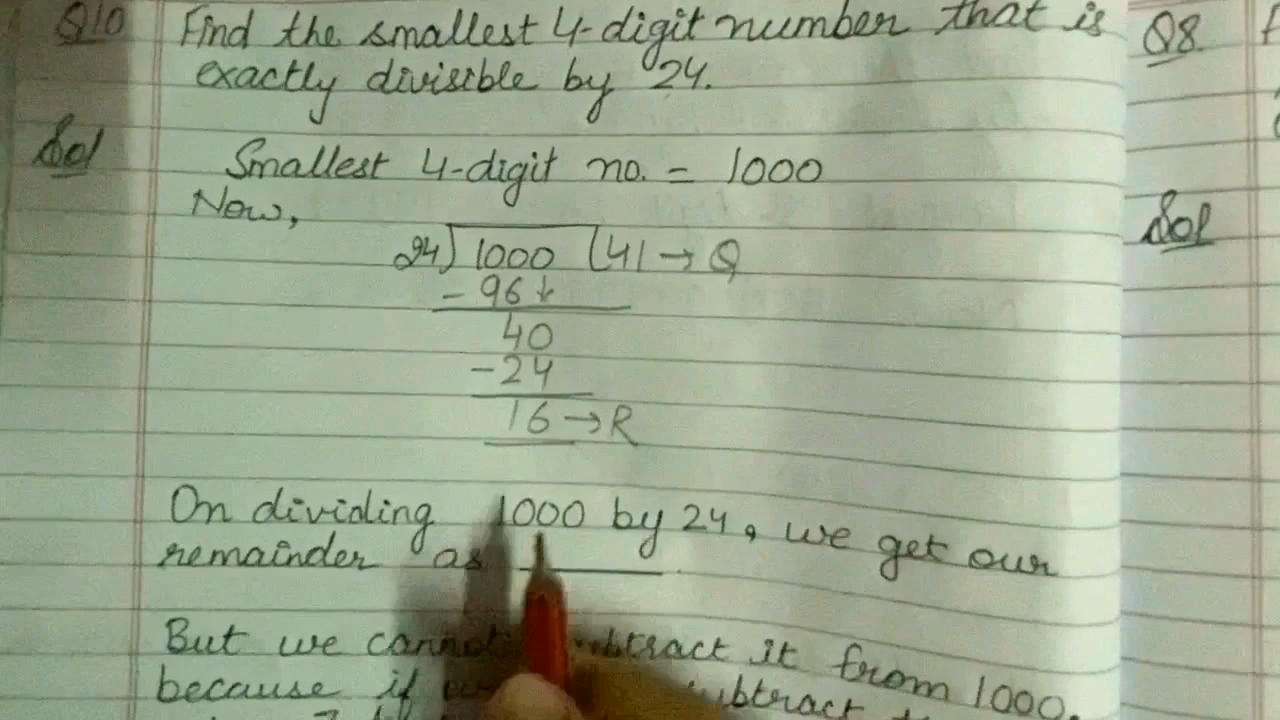 Q10 Find the smallest 4-digit number that is
exactly divisible by 24.
Sol Smallest 4-digit no. = 1000
Now,
24) 1000 (41 → Q
- 96↓
40
-24
16 → R
On dividing 1000 by 24, we get our
remainder as
But we cannot subtract it from 1000.
because if subtract
Q8
Sol